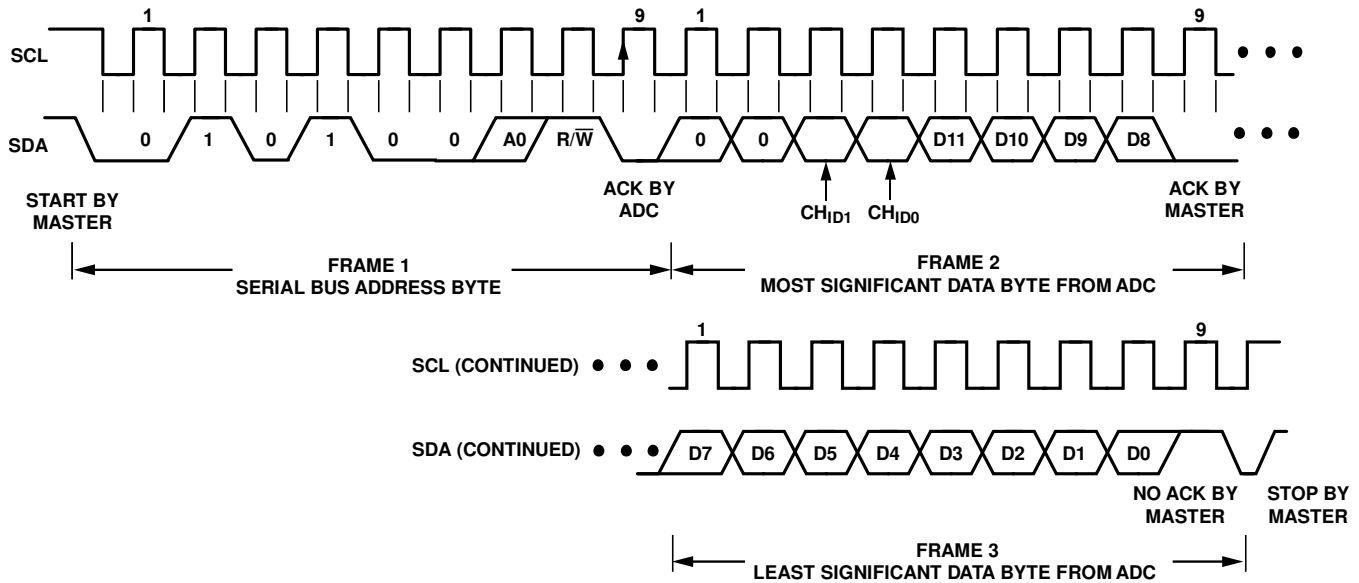 1 9 1 9
SCL
SDA 0 1 0 1 0 0 A0 R/W̅ 0 0 D11 D10 D9 D8
START BY
MASTER
ACK BY
ADC
CH_ID1 CH_ID0
ACK BY
MASTER
FRAME 1
SERIAL BUS ADDRESS BYTE
FRAME 2
MOST SIGNIFICANT DATA BYTE FROM ADC
1 9
SCL (CONTINUED)
SDA (CONTINUED) D7 D6 D5 D4 D3 D2 D1 D0
NO ACK BY
MASTER
STOP BY
MASTER
FRAME 3
LEAST SIGNIFICANT DATA BYTE FROM ADC